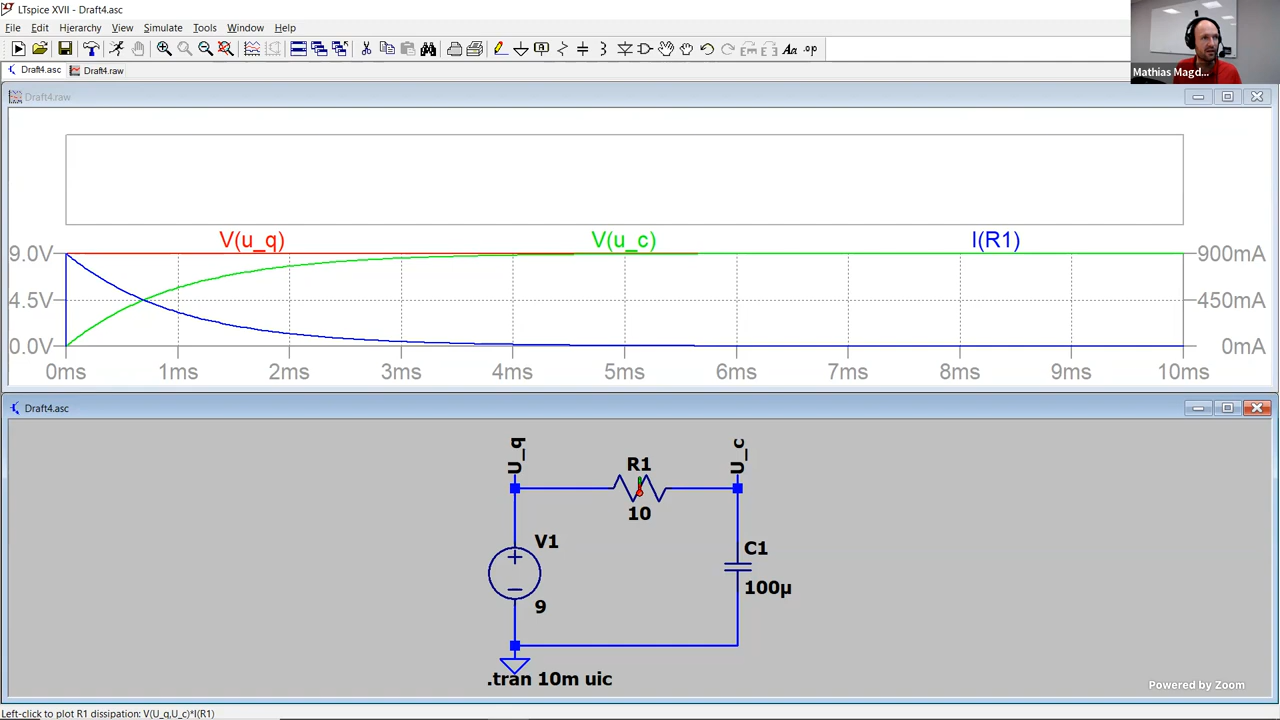 LTspice XVII - Draft4.asc
File Edit Hierarchy View Simulate Tools Window Help
Draft4.asc Draft4.raw
Mathias Magd...
Draft4.raw
V(u_q) V(u_c) I(R1)
9.0V 900mA
4.5V 450mA
0.0V 0mA
0ms 1ms 2ms 3ms 4ms 5ms 6ms 7ms 8ms 9ms 10ms
Draft4.asc
U_q
U_c
R1
10
V1
9
C1
100µ
.tran 10m uic
Powered by Zoom
Left-click to plot R1 dissipation: V(U_q,U_c)*I(R1)